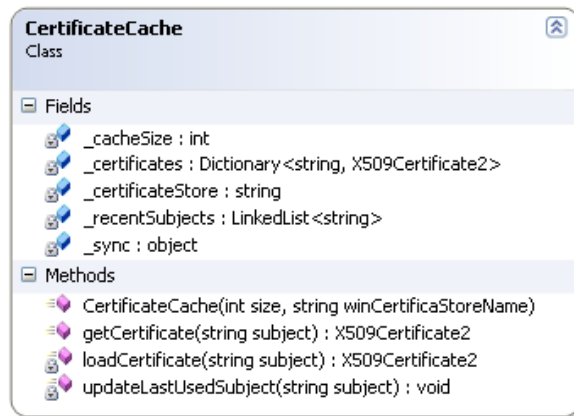 CertificateCache
Class
Fields
_cacheSize : int
_certificates : Dictionary<string, X509Certificate2>
_certificateStore : string
_recentSubjects : LinkedList<string>
_sync : object
Methods
CertificateCache(int size, string winCertificaStoreName)
getCertificate(string subject) : X509Certificate2
loadCertificate(string subject) : X509Certificate2
updateLastUsedSubject(string subject) : void